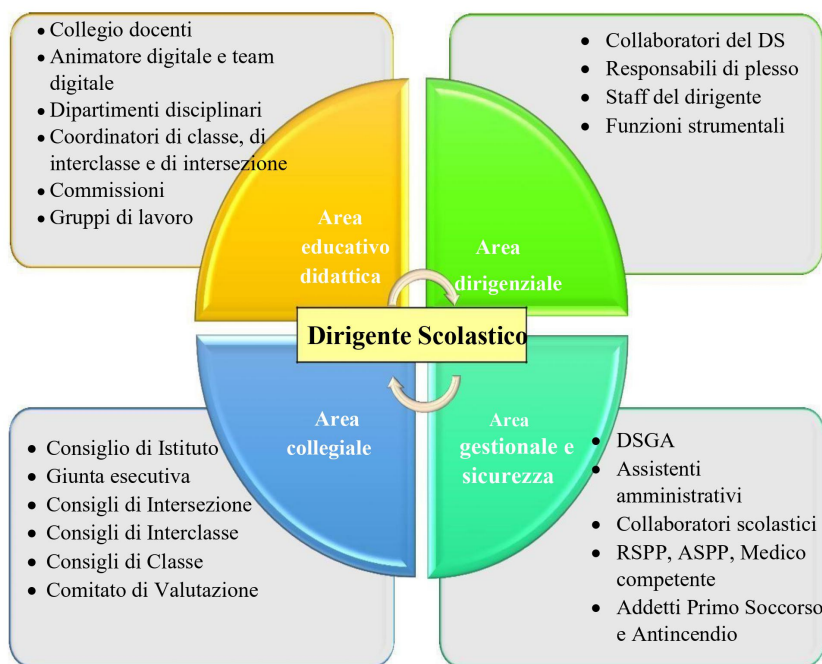 • Collegio docenti
• Animatore digitale e team
digitale
• Dipartimenti disciplinari
• Coordinatori di classe, di
interclasse e di intersezione
• Commissioni
• Gruppi di lavoro
• Collaboratori del DS
• Responsabili di plesso
• Staff del dirigente
• Funzioni strumentali
Area
educativo
didattica
Area
dirigenziale
Dirigente Scolastico
Area
collegiale
Area
gestionale e
sicurezza
• Consiglio di Istituto
• Giunta esecutiva
• Consigli di Intersezione
• Consigli di Interclasse
• Consigli di Classe
• Comitato di Valutazione
• DSGA
• Assistenti
amministrativi
• Collaboratori scolastici
• RSPP, ASPP, Medico
competente
• Addetti Primo Soccorso
e Antincendio